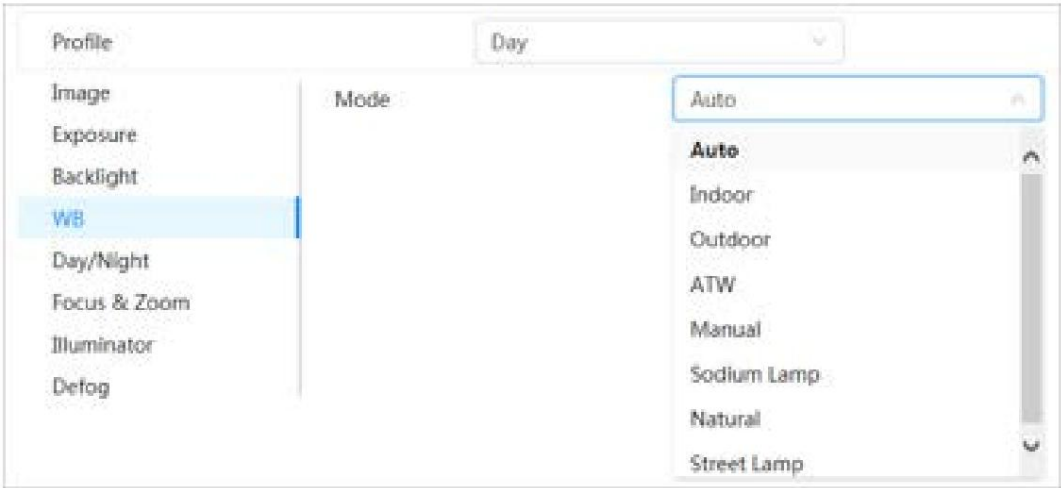 Profile Day
Image Mode Auto
Exposure
Auto
Backlight
Indoor
WB
Outdoor
Day/Night
ATW
Focus & Zoom
Manual
Illuminator
Sodium Lamp
Defog
Natural
Street Lamp